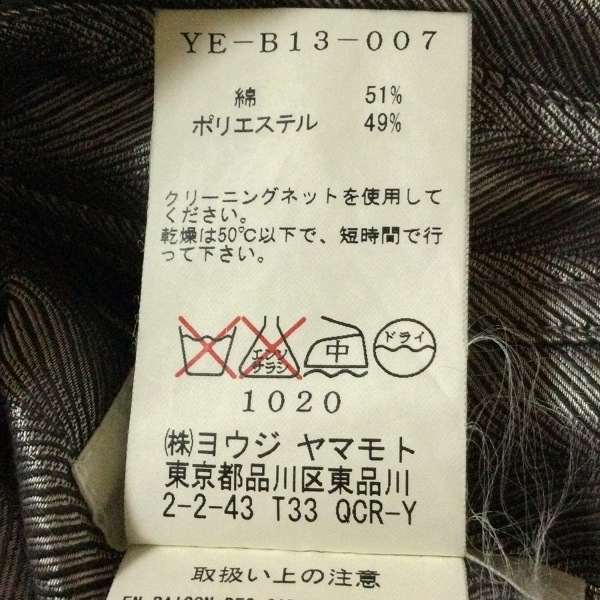 YE-B13-007
綿 51%
ポリエステル 49%
クリーニングネットを使用して
ください。
乾燥は50℃以下で、短時間で行
って下さい。
エンソ サラシ 中 ドライ
1020
㈱ヨウジ ヤマモト
東京都品川区東品川
2-2-43 T33 QCR-Y
取扱い上の注意
EN RAISON DES